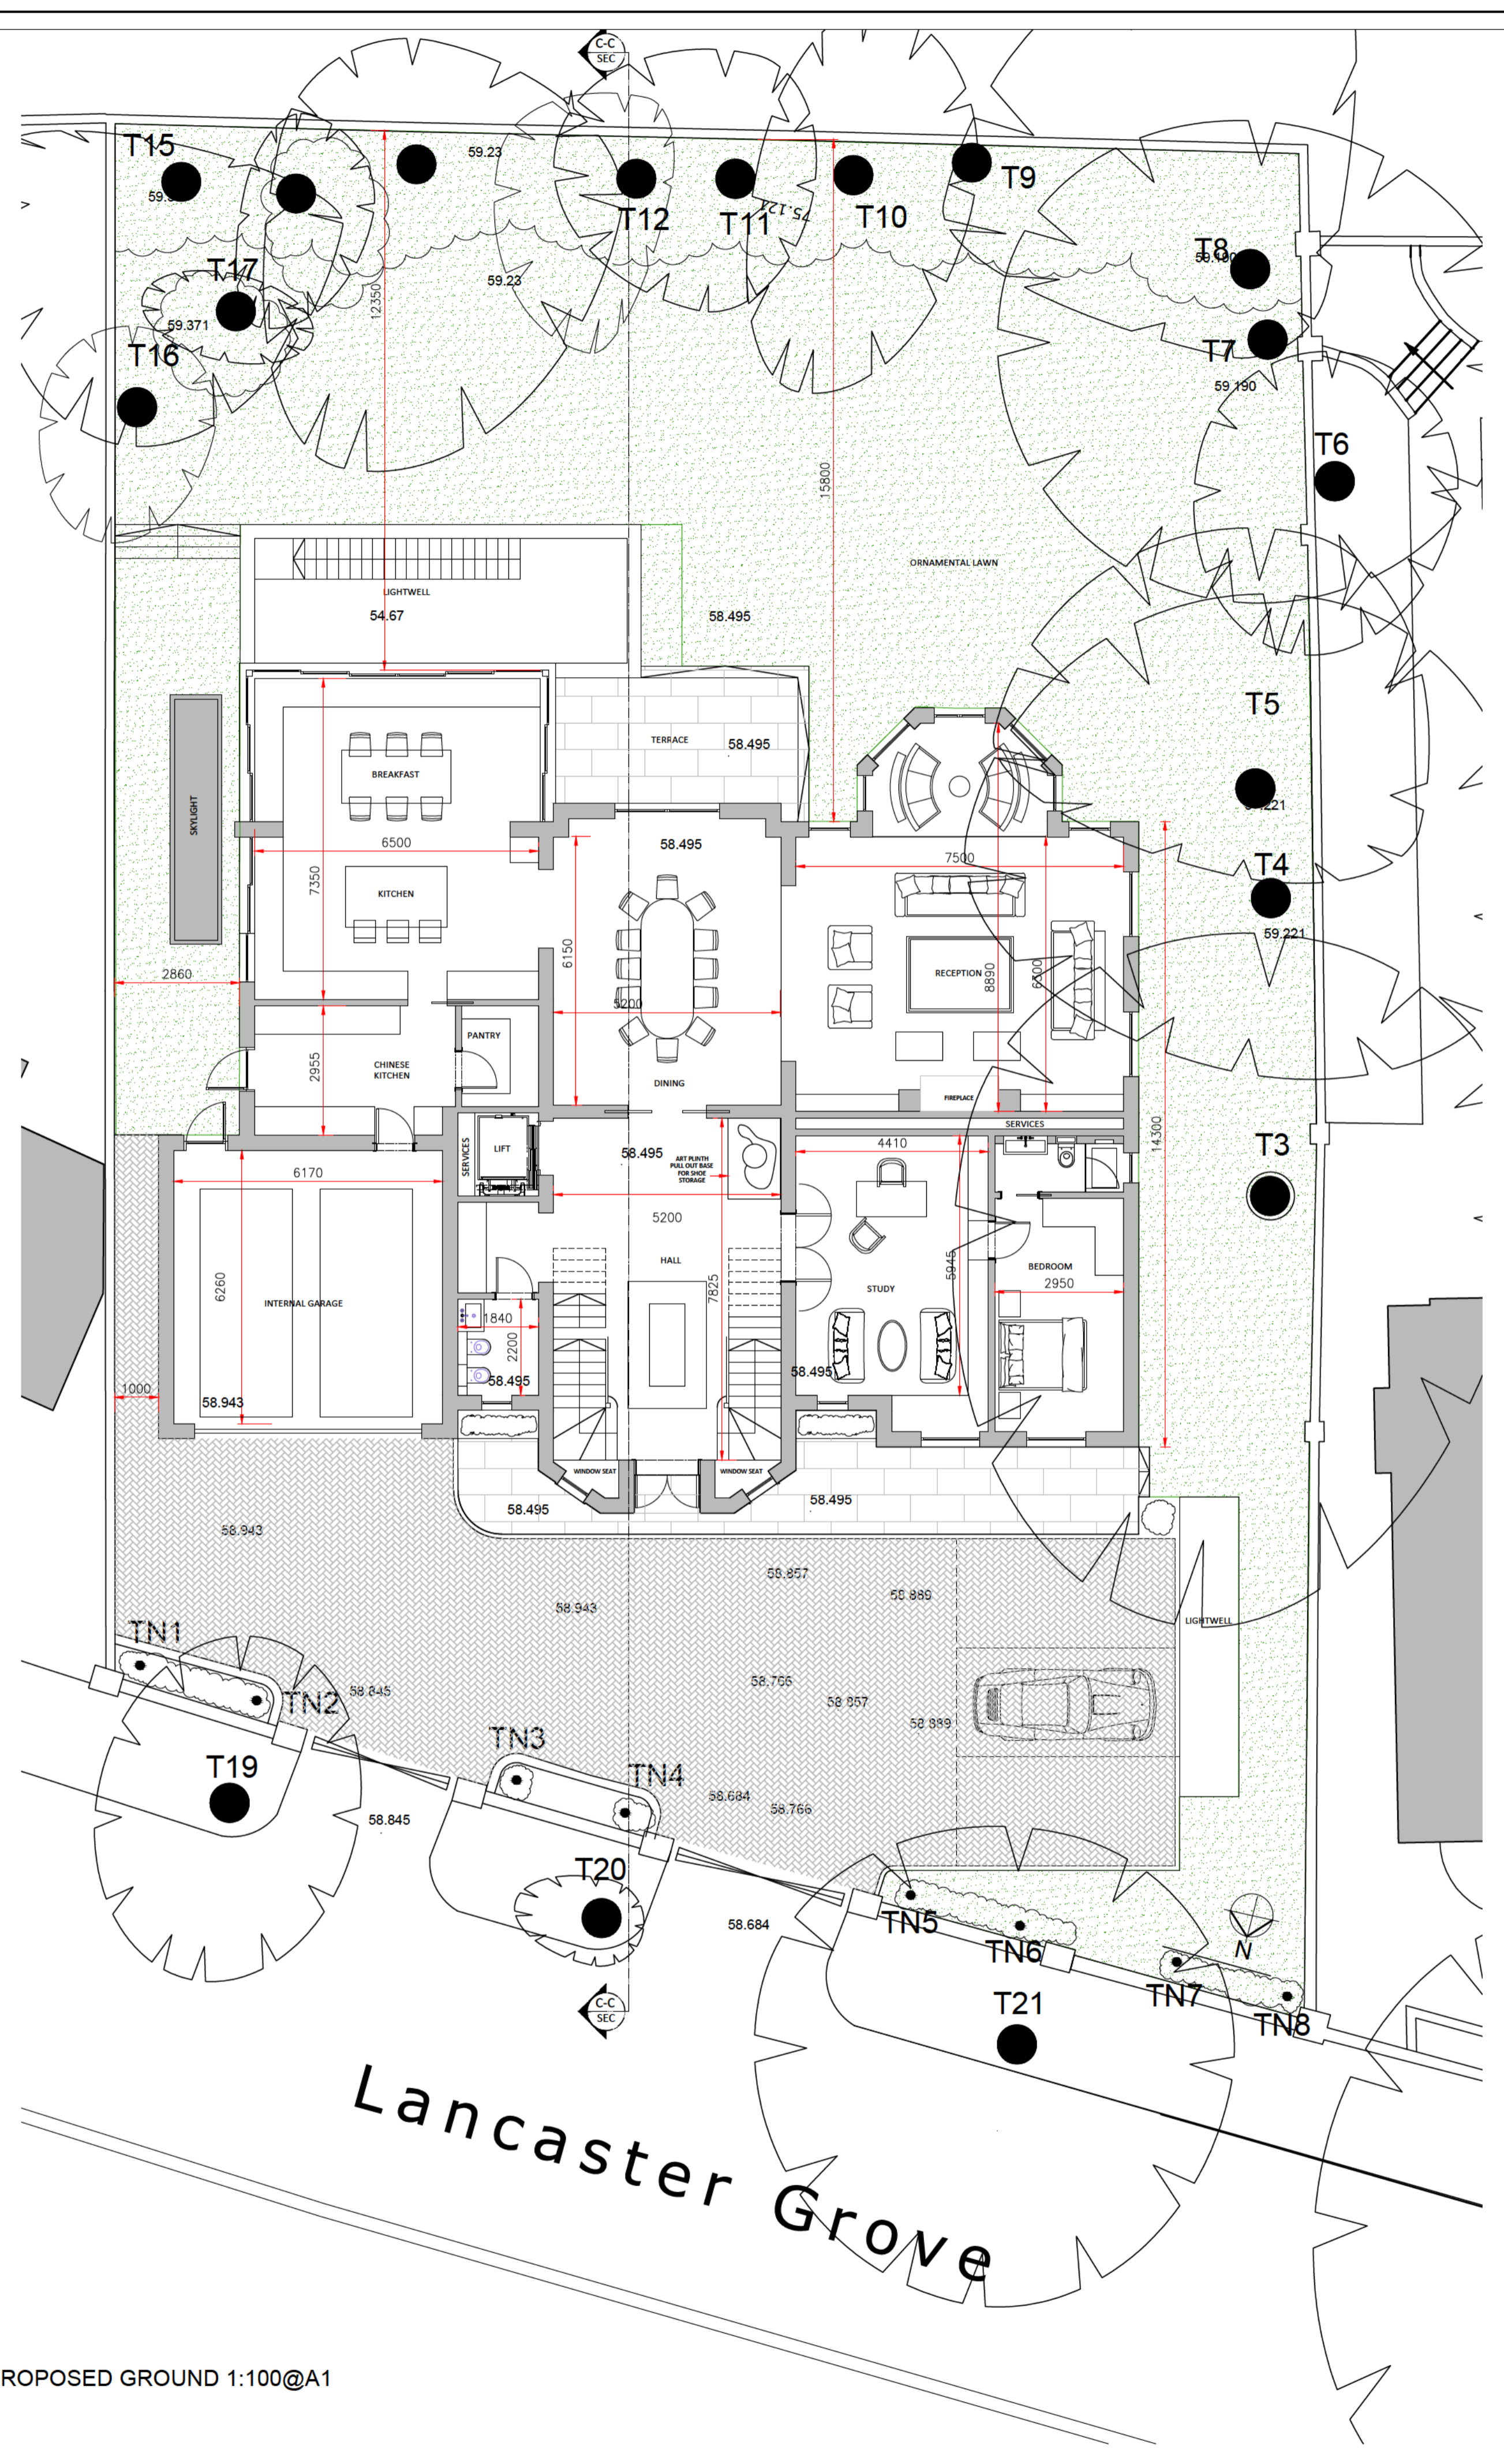 C-C
SEC
T15
59.23
T12
T11
75.121
T10
T9
T8
59.190
T17
59.23
12350
59.371
T16
T7
59.190
T6
15800
ORNAMENTAL LAWN
LIGHTWELL
54.67
58.495
T5
TERRACE
58.495
BREAKFAST
SKYLIGHT
6500
58.495
7500
7350
KITCHEN
T4
59.221
6150
RECEPTION
8890
6300
2860
5200
PANTRY
CHINESE
KITCHEN
2955
DINING
FIREPLACE
SERVICES
14300
SERVICES
LIFT
58.495
ART PLINTH
PULL OUT BASE
FOR SHOE
STORAGE
4410
T3
6170
5200
HALL
5945
BEDROOM
2950
6260
INTERNAL GARAGE
7825
STUDY
1840
2200
58.495
58.495
1000
58.943
WINDOW SEAT
WINDOW SEAT
58.495
58.495
58.943
58.857
58.889
58.943
LIGHTWELL
TN1
TN2
58.845
58.766
58.857
58.889
TN3
TN4
T19
58.684
58.766
58.845
T20
58.684
TN5
TN6
N
TN7
TN8
C-C
SEC
T21
Lancaster Grove
ROPOSED GROUND 1:100@A1